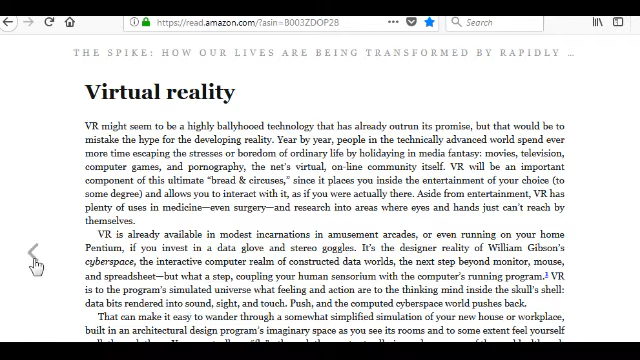 https://read.amazon.com/?asin=B003ZDOP28
Search
THE SPIKE: HOW OUR LIVES ARE BEING TRANSFORMED BY RAPIDLY ...
Virtual reality
VR might seem to be a highly ballyhooed technology that has already outrun its promise, but that would be to
mistake the hype for the developing reality. Year by year, people in the technically advanced world spend ever
more time escaping the stresses or boredom of ordinary life by holidaying in media fantasy: movies, television,
computer games, and pornography, the net's virtual, on-line community itself. VR will be an important
component of this ultimate "bread & circuses," since it places you inside the entertainment of your choice (to
some degree) and allows you to interact with it, as if you were actually there. Aside from entertainment, VR has
plenty of uses in medicine—even surgery—and research into areas where eyes and hands just can't reach by
themselves.
VR is already available in modest incarnations in amusement arcades, or even running on your home
Pentium, if you invest in a data glove and stereo goggles. It's the designer reality of William Gibson's
cyberspace, the interactive computer realm of constructed data worlds, the next step beyond monitor, mouse,
and spreadsheet—but what a step, coupling your human sensorium with the computer's running program. VR
is to the program's simulated universe what feeling and action are to the thinking mind inside the skull's shell:
data bits rendered into sound, sight, and touch. Push, and the computed cyberspace world pushes back.
That can make it easy to wander through a somewhat simplified simulation of your new house or workplace,
built in an architectural design program's imaginary space as you see its rooms and to some extent feel yourself